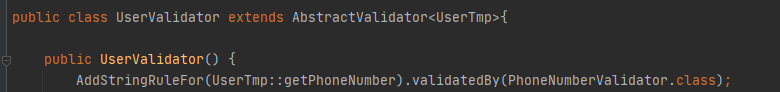 public class UserValidator extends AbstractValidator<UserTmp>{
public UserValidator() {
AddStringRuleFor(UserTmp::getPhoneNumber).validatedBy(PhoneNumberValidator.class);